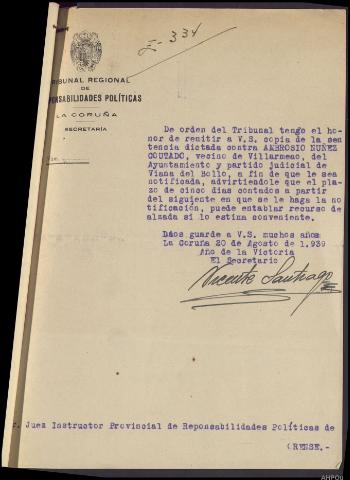 E-334
TRIBUNAL REGIONAL
DE
RESPONSABILIDADES POLÍTICAS
LA CORUÑA
SECRETARÍA
De orden del Tribunal tengo el ho-
nor de remitir a V.S. copia de la sen
tencia dictada contra AMBROSIO NUÑEZ
COUTADO, vecino de Villarmeao, del
Ayuntamiento y partido judicial de
Viana del Bollo, a fin de que le sea
notificada, advirtiendole que el pla-
zo de cinco dias contados a partir
del siguiente en que se le haga la no
tificación, puede establar recurso de
alzada si lo estima conveniente.
Dios guarde a V.S. muchos años
La Coruña 20 de Agosto de 1.939
Año de la Victoria
El Secretario
Vicente Santiago
r. Juez Instructor Provincial de Reponsabilidades Políticas de
ORENSE.-
AHPOu